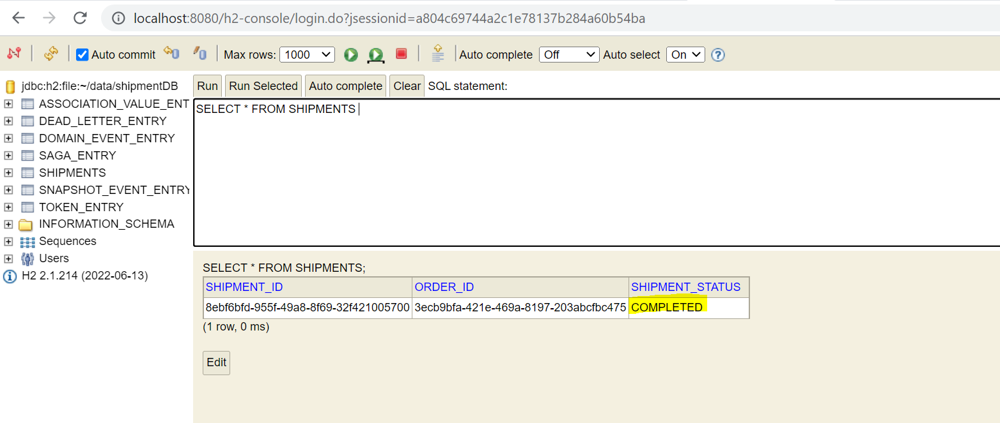 localhost:8080/h2-console/login.do?jsessionid=a804c69744a2c1e78137b284a60b54ba
Auto commit Max rows: 1000 Auto complete Off Auto select On
jdbc:h2:file:~/data/shipmentDB
ASSOCIATION_VALUE_ENT
DEAD_LETTER_ENTRY
DOMAIN_EVENT_ENTRY
SAGA_ENTRY
SHIPMENTS
SNAPSHOT_EVENT_ENTRY
TOKEN_ENTRY
INFORMATION_SCHEMA
Sequences
Users
H2 2.1.214 (2022-06-13)
Run Run Selected Auto complete Clear SQL statement:
SELECT * FROM SHIPMENTS
SELECT * FROM SHIPMENTS;
SHIPMENT_ID ORDER_ID SHIPMENT_STATUS
8ebf6bfd-955f-49a8-8f69-32f421005700 3ecb9bfa-421e-469a-8197-203abcfbc475 COMPLETED
(1 row, 0 ms)
Edit